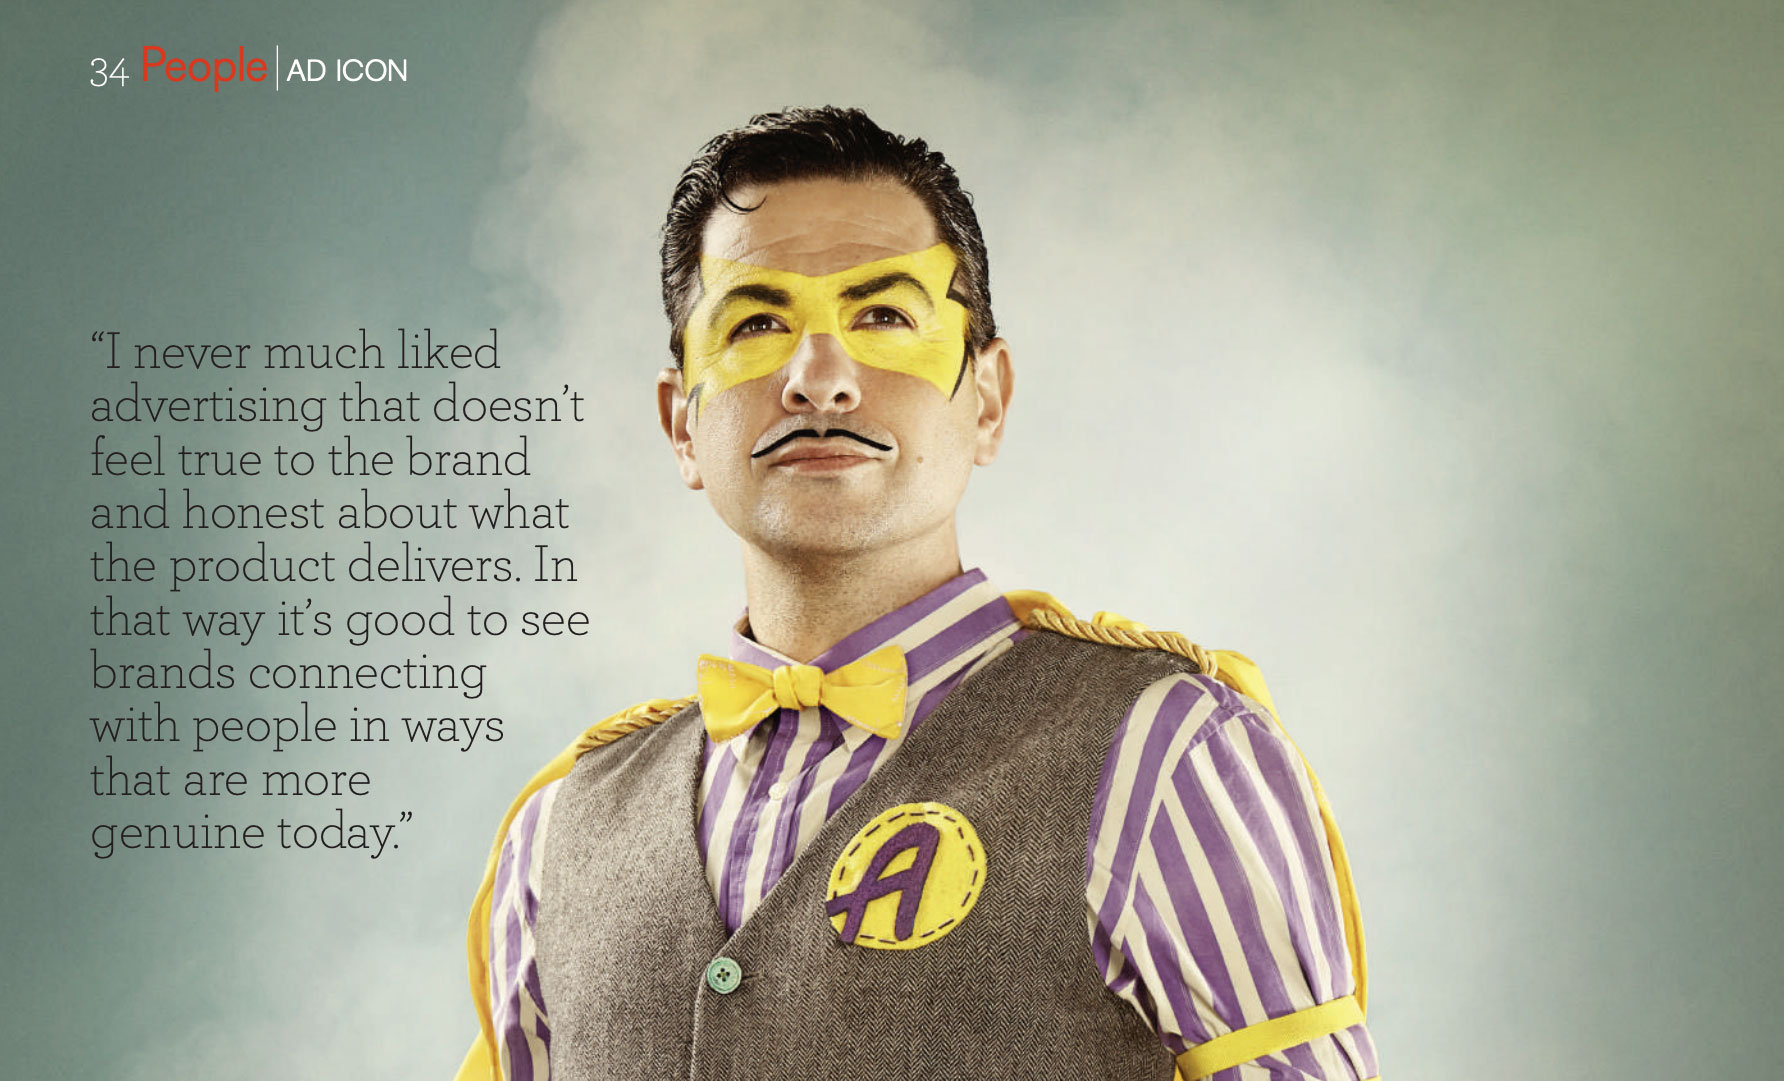 34 People | AD ICON
“I never much liked
advertising that doesn’t
feel true to the brand
and honest about what
the product delivers. In
that way it’s good to see
brands connecting
with people in ways
that are more
genuine today.”
A